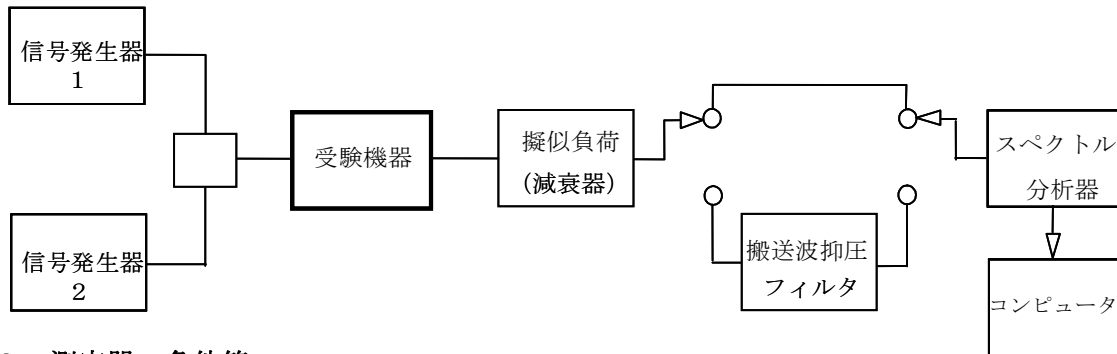 信号発生器
1
受験機器
擬似負荷
(減衰器)
スペクトル
分析器
信号発生器
2
搬送波抑圧
フィルタ
コンピュータ